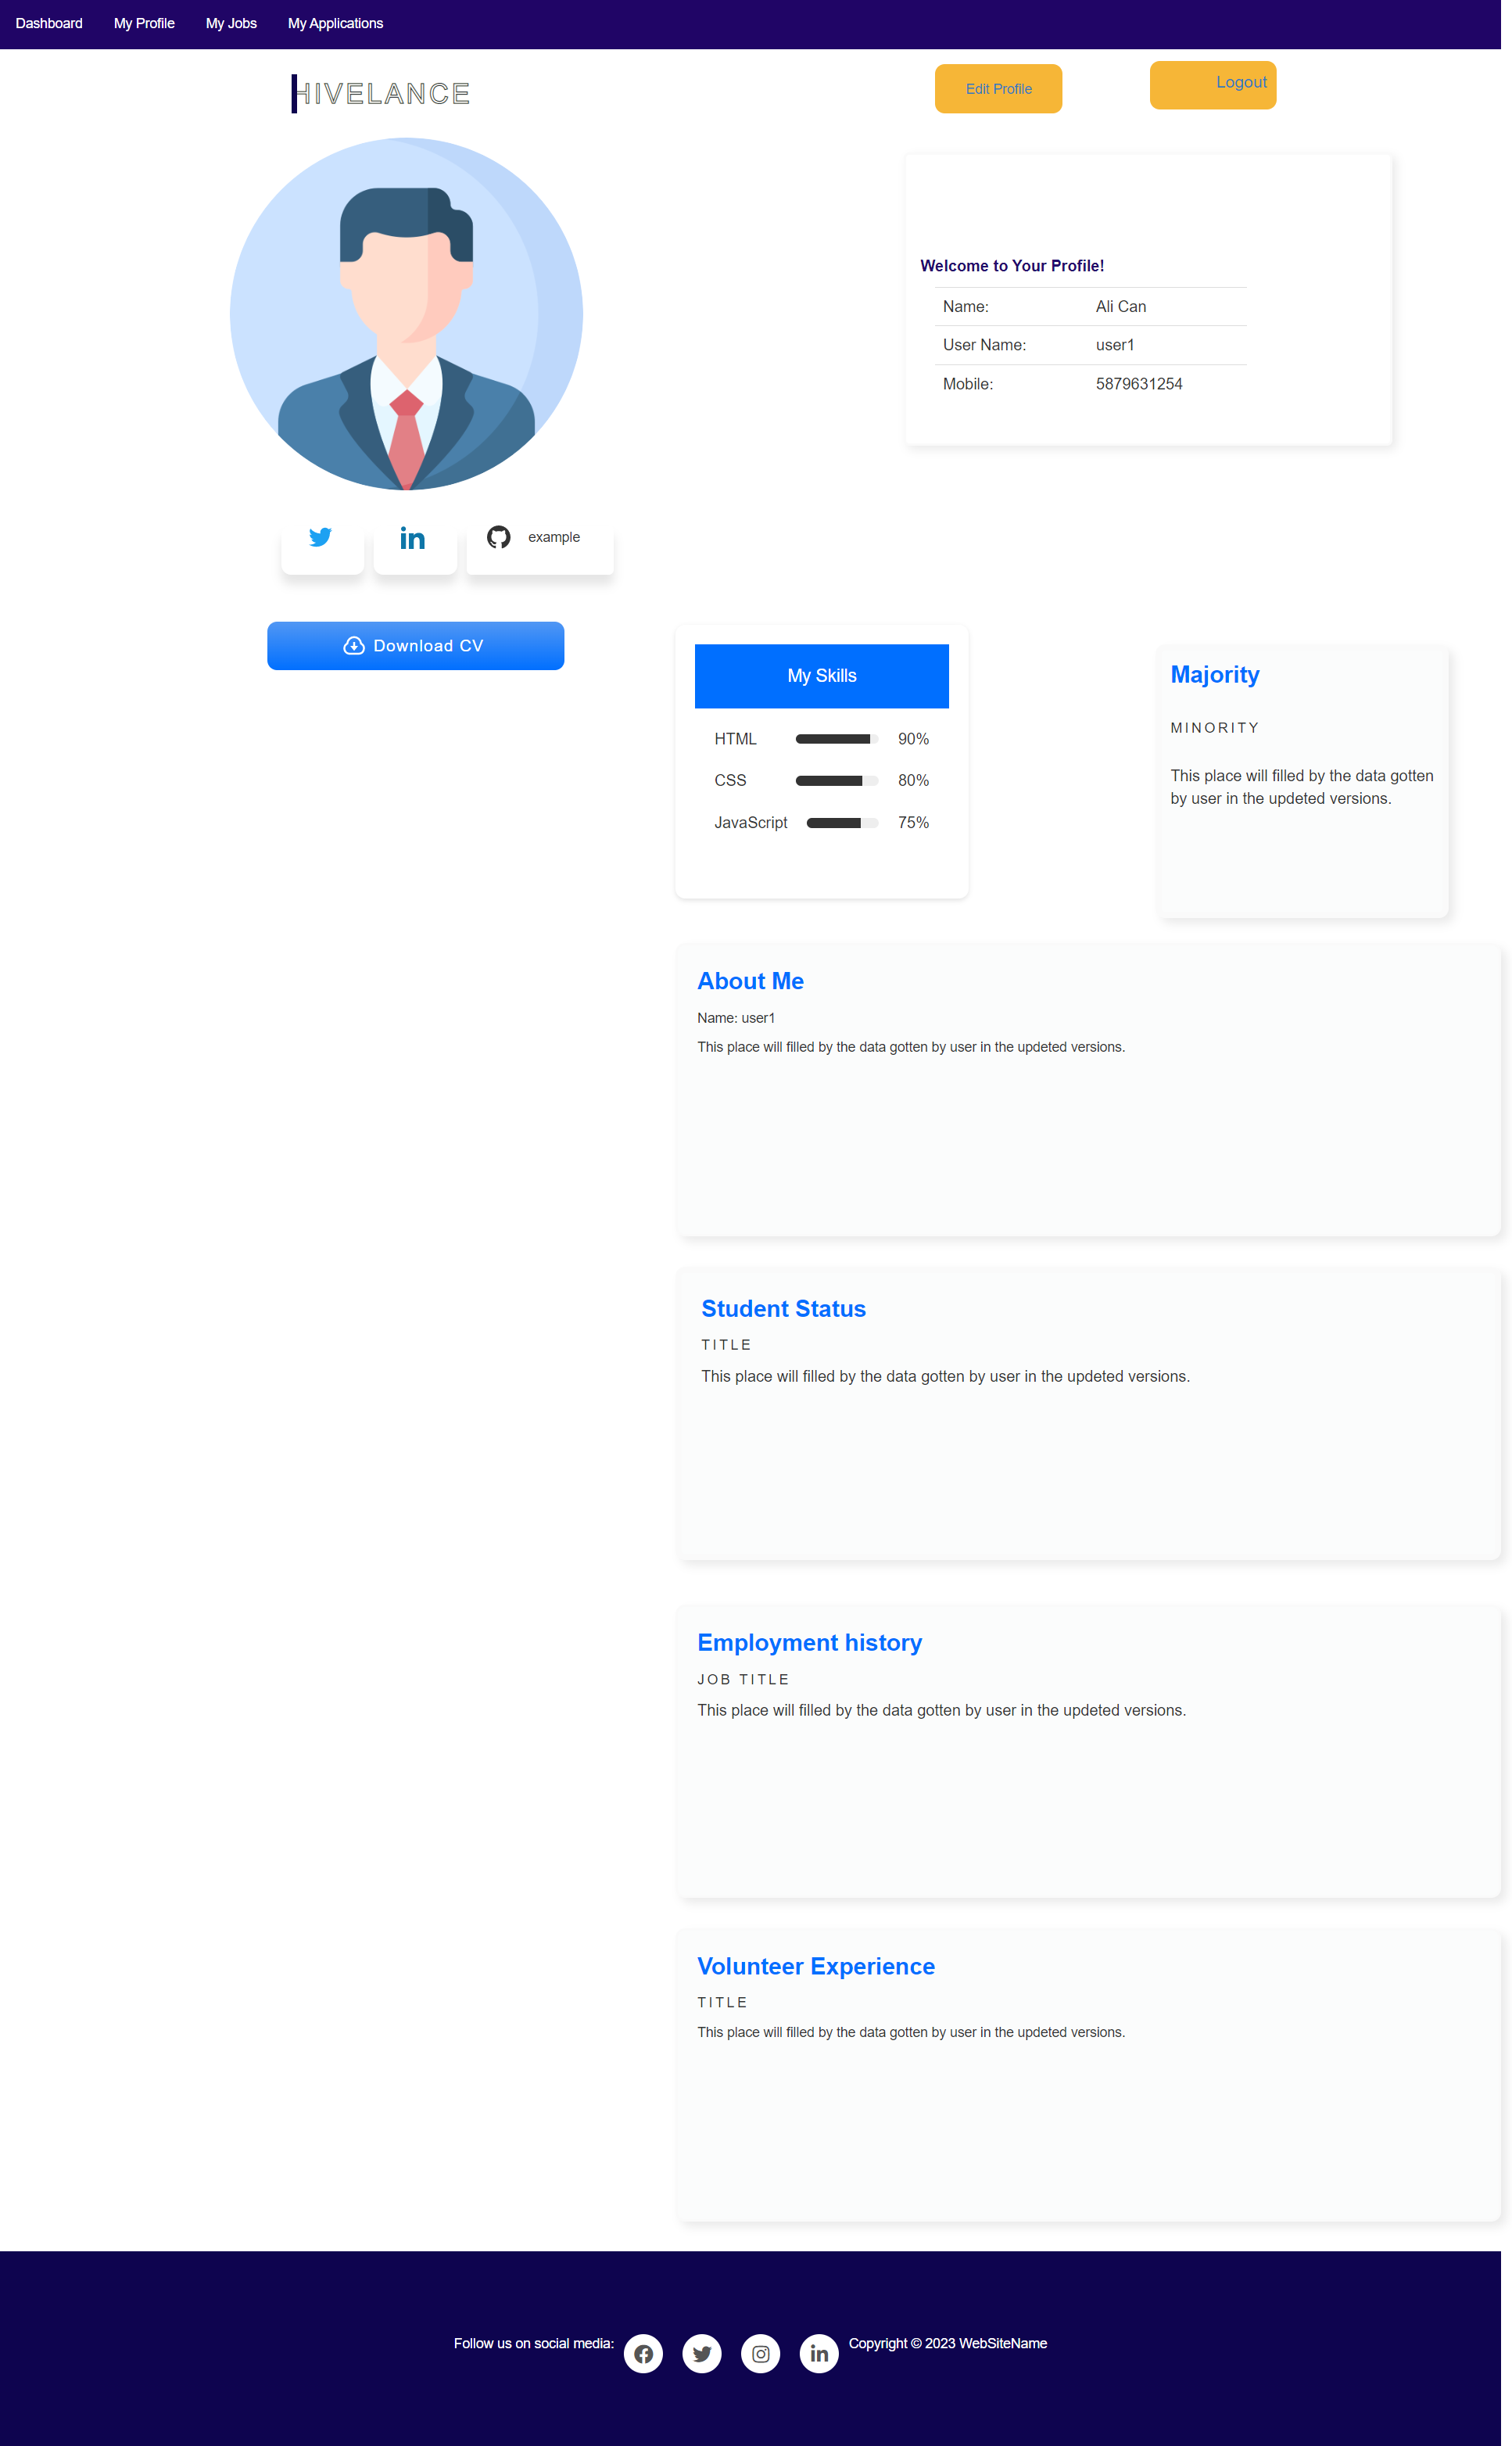 Dashboard My Profile My Jobs My Applications
HIVELANCE
Edit Profile
Logout
Welcome to Your Profile!
Name: Ali Can
User Name: user1
Mobile: 5879631254
example
Download CV
My Skills
HTML 90%
CSS 80%
JavaScript 75%
Majority
MINORITY
This place will filled by the data gotten
by user in the updeted versions.
About Me
Name: user1
This place will filled by the data gotten by user in the updeted versions.
Student Status
TITLE
This place will filled by the data gotten by user in the updeted versions.
Employment history
JOB TITLE
This place will filled by the data gotten by user in the updeted versions.
Volunteer Experience
TITLE
This place will filled by the data gotten by user in the updeted versions.
Follow us on social media: Copyright © 2023 WebSiteName